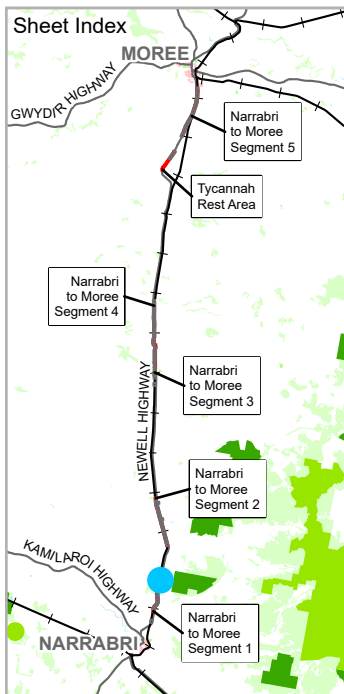 Sheet Index
MOREE
GWYDIR HIGHWAY
Narrabri
to Moree
Segment 5
Tycannah
Rest Area
Narrabri
to Moree
Segment 4
Narrabri
to Moree
Segment 3
NEWELL HIGHWAY
Narrabri
to Moree
Segment 2
KAMILAROI HIGHWAY
Narrabri
to Moree
Segment 1
NARRABRI